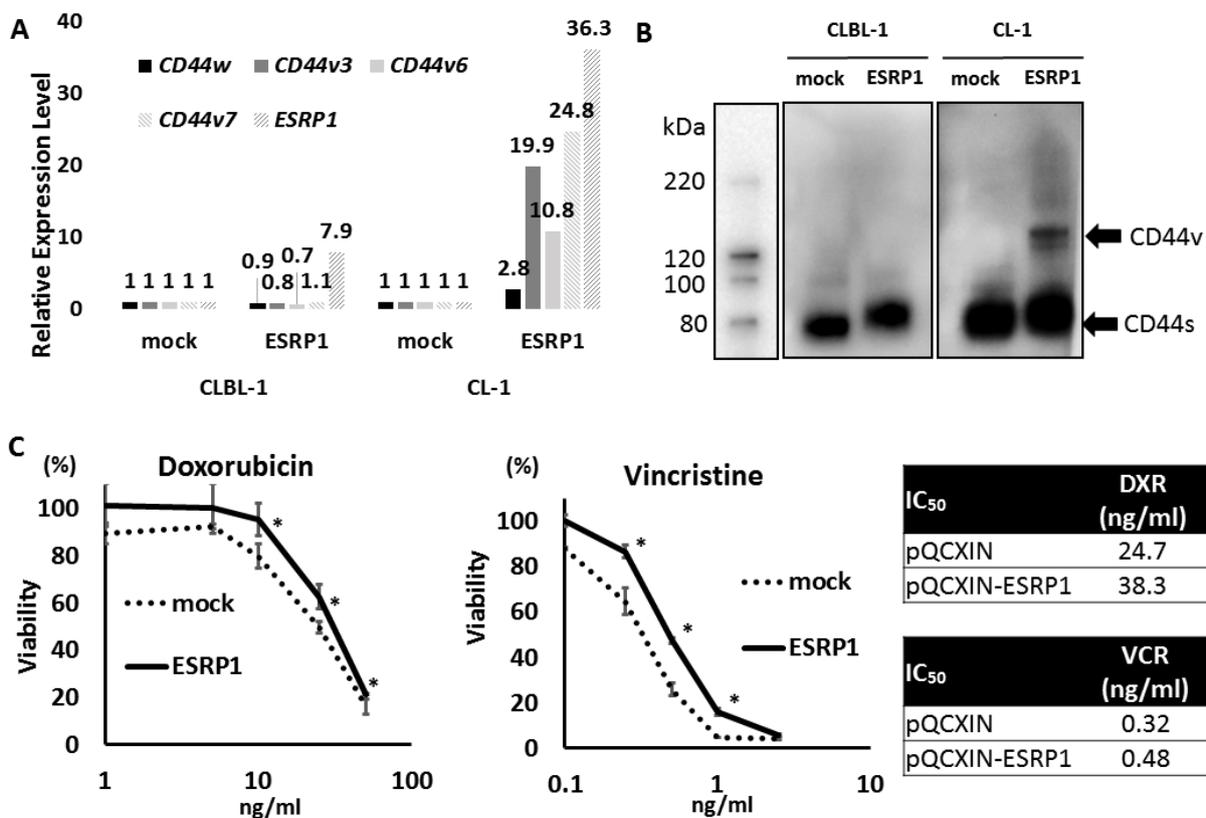 A
Relative Expression Level
40
30
20
10
0
CD44w CD44v3 CD44v6
CD44v7 ESRP1
1 1 1 1 1
0.9 0.8 0.7 1.1 7.9
1 1 1 1 1
2.8 19.9 10.8 24.8 36.3
mock ESRP1 mock ESRP1
CLBL-1 CL-1
B
CLBL-1 CL-1
mock ESRP1 mock ESRP1
kDa
220
120
100
80
CD44v
CD44s
C
(%)
Doxorubicin
Viability
100
80
60
40
20
0
* * *
mock
ESRP1
1 10 100
ng/ml
(%)
Vincristine
Viability
100
80
60
40
20
0
* * *
mock
ESRP1
0.1 1 10
ng/ml
IC50 DXR
(ng/ml)
pQCXIN 24.7
pQCXIN-ESRP1 38.3
IC50 VCR
(ng/ml)
pQCXIN 0.32
pQCXIN-ESRP1 0.48